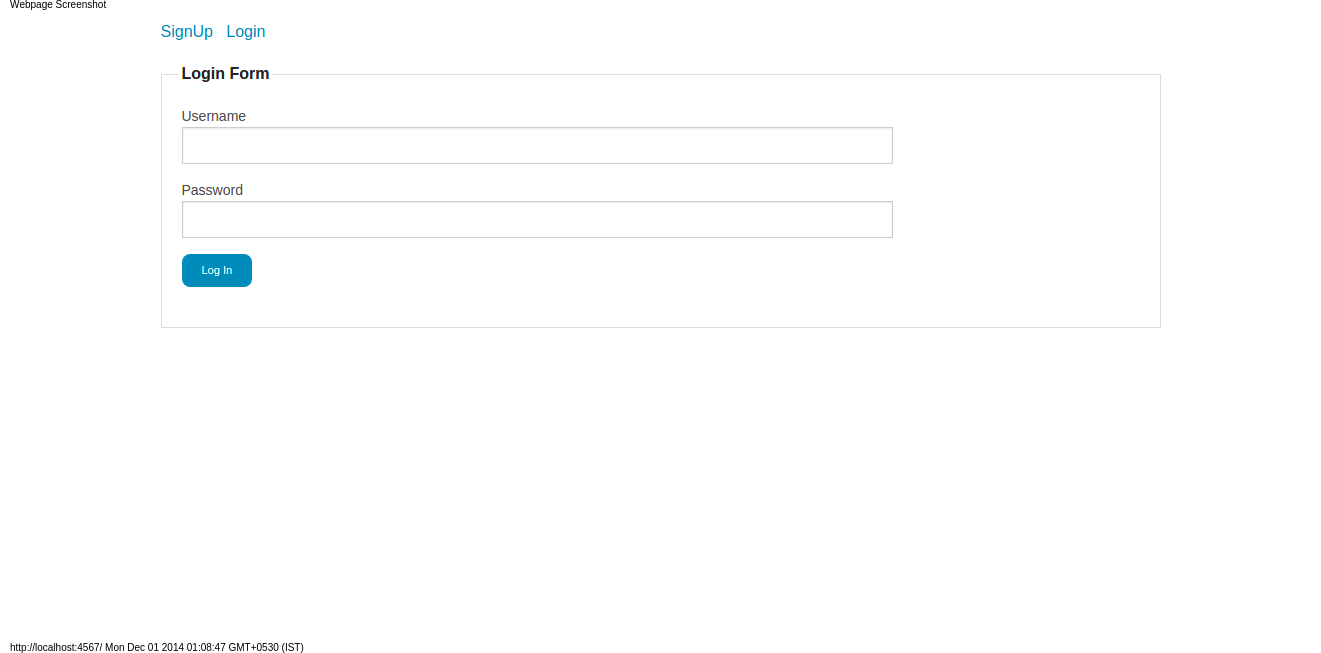 Webpage Screenshot
SignUp Login
Login Form
Username
Password
Log In
http://localhost:4567/ Mon Dec 01 2014 01:08:47 GMT+0530 (IST)